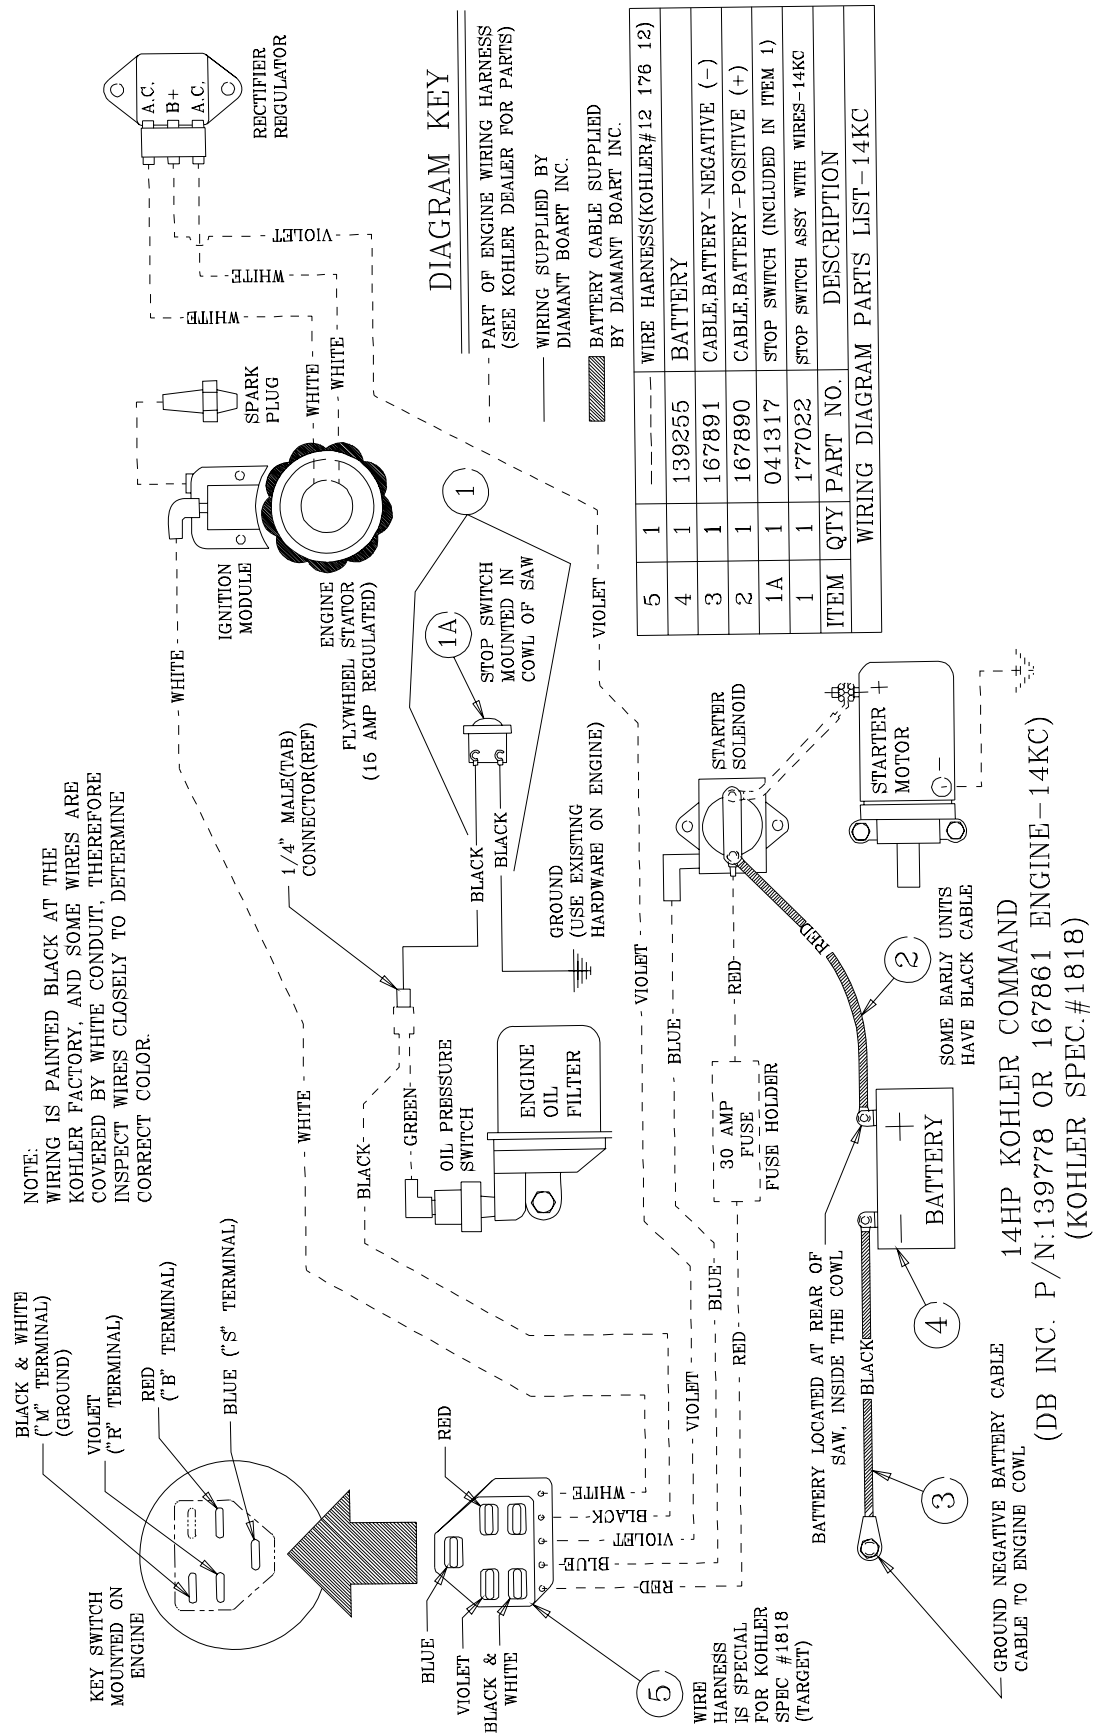 NOTE:
WIRING IS PAINTED BLACK AT THE
KOHLER FACTORY, AND SOME WIRES ARE
COVERED BY WHITE CONDUIT, THEREFORE
INSPECT WIRES CLOSELY TO DETERMINE
CORRECT COLOR.
BLACK & WHITE
("M" TERMINAL)
(GROUND)
VIOLET
("R" TERMINAL)
RED
("B" TERMINAL)
BLUE ("S" TERMINAL)
KEY SWITCH
MOUNTED ON
ENGINE
BLUE
RED
VIOLET
BLACK &
WHITE
WHITE
BLACK
VIOLET
BLUE
RED
5
WIRE
HARNESS
IS SPECIAL
FOR KOHLER
SPEC #1818
(TARGET)
WHITE
WHITE
BLACK
GREEN
1/4" MALE(TAB)
CONNECTOR(REF)
OIL PRESSURE
SWITCH
ENGINE
OIL
FILTER
BLACK
BLACK
GROUND
(USE EXISTING
HARDWARE ON ENGINE)
STOP SWITCH
MOUNTED IN
COWL OF SAW
1A
1
IGNITION
MODULE
SPARK
PLUG
ENGINE
FLYWHEEL STATOR
(15 AMP REGULATED)
WHITE
WHITE
WHITE
WHITE
VIOLET
A.C.
B+
A.C.
RECTIFIER
REGULATOR
VIOLET
VIOLET
VIOLET
BLUE
BLUE
RED
RED
30 AMP
FUSE
FUSE HOLDER
STARTER
SOLENOID
STARTER
MOTOR
+
-
RED
2
SOME EARLY UNITS
HAVE BLACK CABLE
BATTERY LOCATED AT REAR OF
SAW, INSIDE THE COWL
- +
BATTERY
4
BLACK
3
GROUND NEGATIVE BATTERY CABLE
CABLE TO ENGINE COWL
DIAGRAM KEY
PART OF ENGINE WIRING HARNESS
(SEE KOHLER DEALER FOR PARTS)
WIRING SUPPLIED BY
DIAMANT BOART INC.
BATTERY CABLE SUPPLIED
BY DIAMANT BOART INC.
5 1 ------ WIRE HARNESS(KOHLER#12 176 12)
4 1 139255 BATTERY
3 1 167891 CABLE,BATTERY-NEGATIVE (-)
2 1 167890 CABLE,BATTERY-POSITIVE (+)
1A 1 041317 STOP SWITCH (INCLUDED IN ITEM 1)
1 1 177022 STOP SWITCH ASSY WITH WIRES-14KC
ITEM QTY PART NO. DESCRIPTION
WIRING DIAGRAM PARTS LIST-14KC
14HP KOHLER COMMAND
(DB INC. P/N:139778 OR 167861 ENGINE-14KC)
(KOHLER SPEC.#1818)